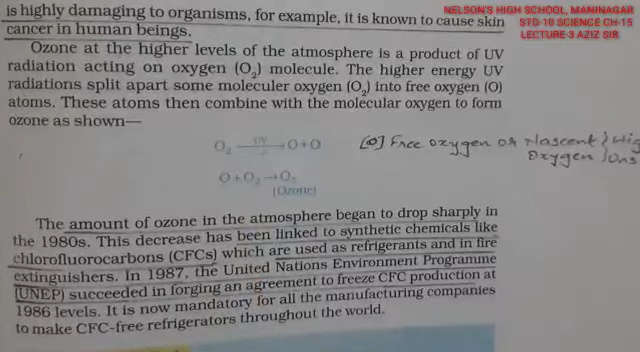 is highly damaging to organisms, for example, it is known to cause skin
cancer in human beings.
NELSON'S HIGH SCHOOL, MANINAGAR
STD-10 SCIENCE CH-15
LECTURE-3 AZIZ SIR
Ozone at the higher levels of the atmosphere is a product of UV
radiation acting on oxygen (O₂) molecule. The higher energy UV
radiations split apart some moleculer oxygen (O₂) into free oxygen (O)
atoms. These atoms then combine with the molecular oxygen to form
ozone as shown—
O₂ —UV→ O+O
[O] Free oxygen or Nascent
Oxygen
O+O₂ →O₃
(Ozone)
The amount of ozone in the atmosphere began to drop sharply in
the 1980s. This decrease has been linked to synthetic chemicals like
chlorofluorocarbons (CFCs) which are used as refrigerants and in fire
extinguishers. In 1987, the United Nations Environment Programme
(UNEP) succeeded in forging an agreement to freeze CFC production at
1986 levels. It is now mandatory for all the manufacturing companies
to make CFC-free refrigerators throughout the world.